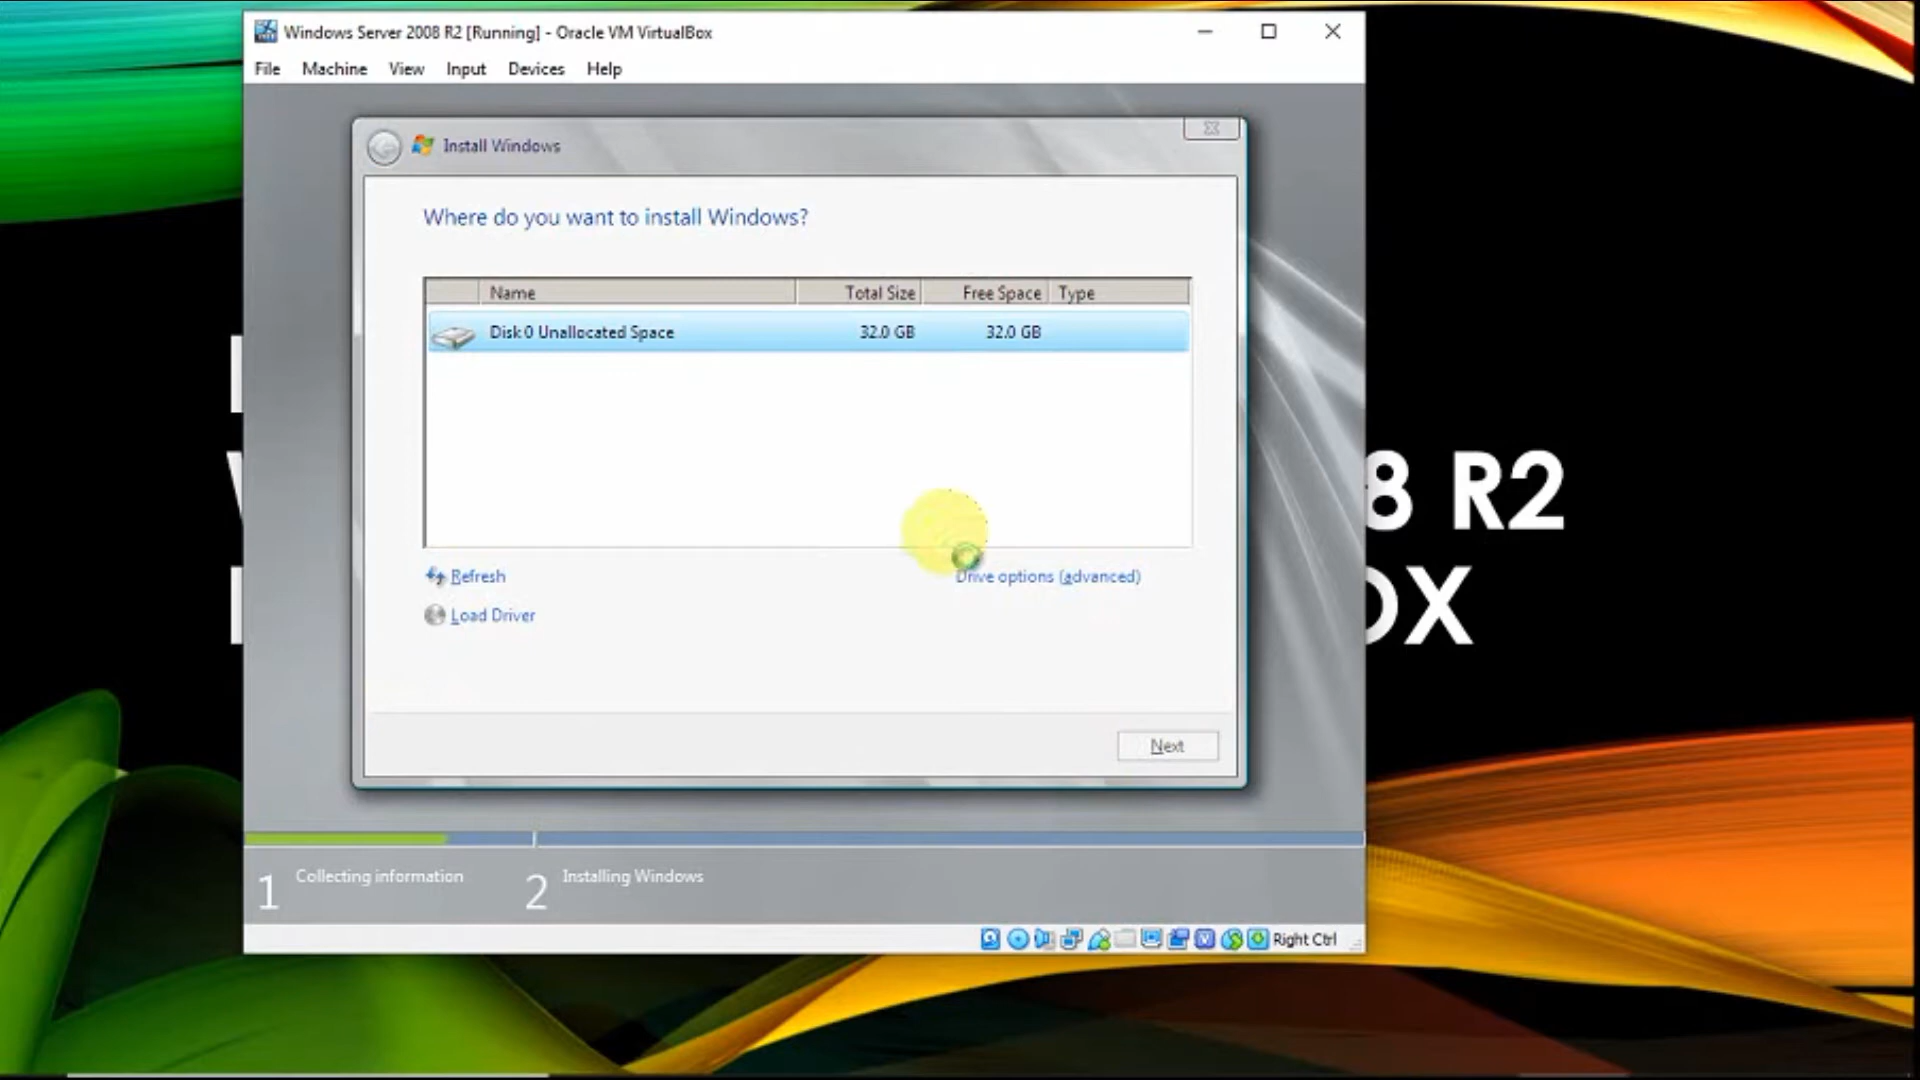 Windows Server 2008 R2 [Running] - Oracle VM VirtualBox
File Machine View Input Devices Help
Install Windows
Where do you want to install Windows?
Name Total Size Free Space Type
Disk 0 Unallocated Space 32.0 GB 32.0 GB
8 R2
OX
Refresh Drive options (advanced)
Load Driver
Next
1 Collecting information 2 Installing Windows
Right Ctrl